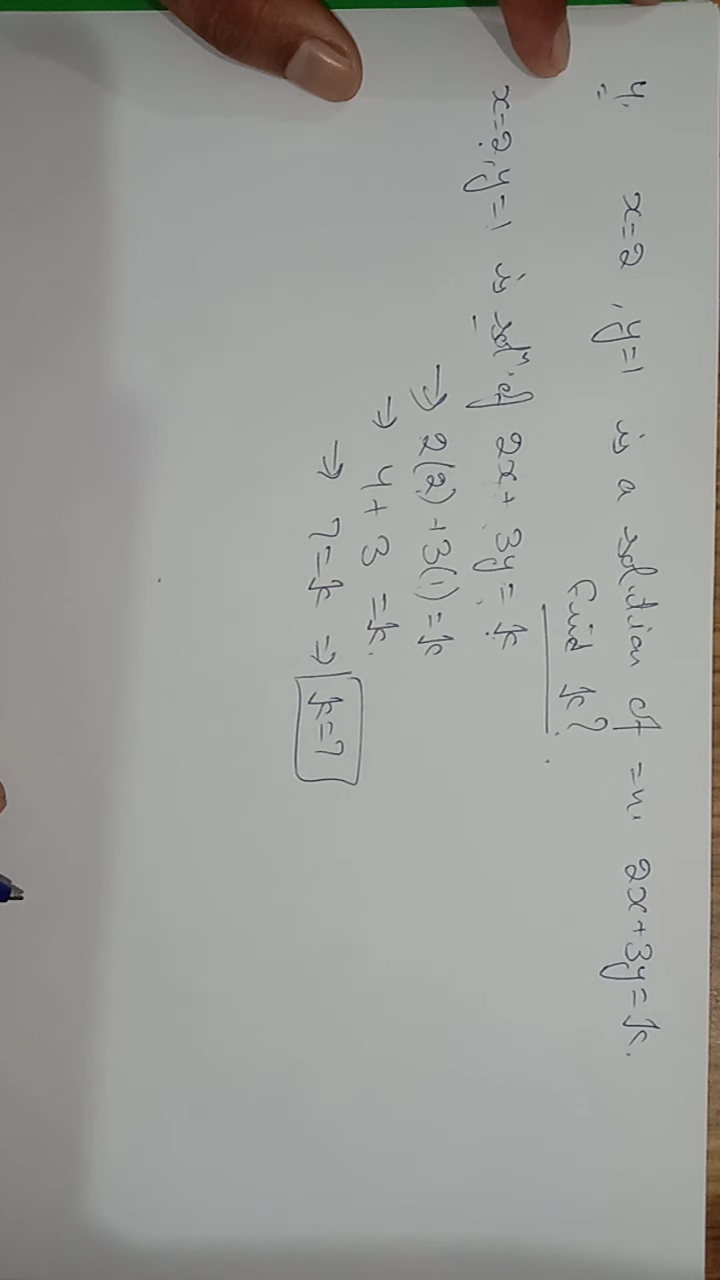 4. x=2, y=1 is a solution of =n 2x+3y=k.
Find k?
x=2, y=1 is solⁿ of 2x+3y=k
⇒ 2(2)+3(1)=k
⇒ 4+3=k.
⇒ 7=k ⇒ k=7